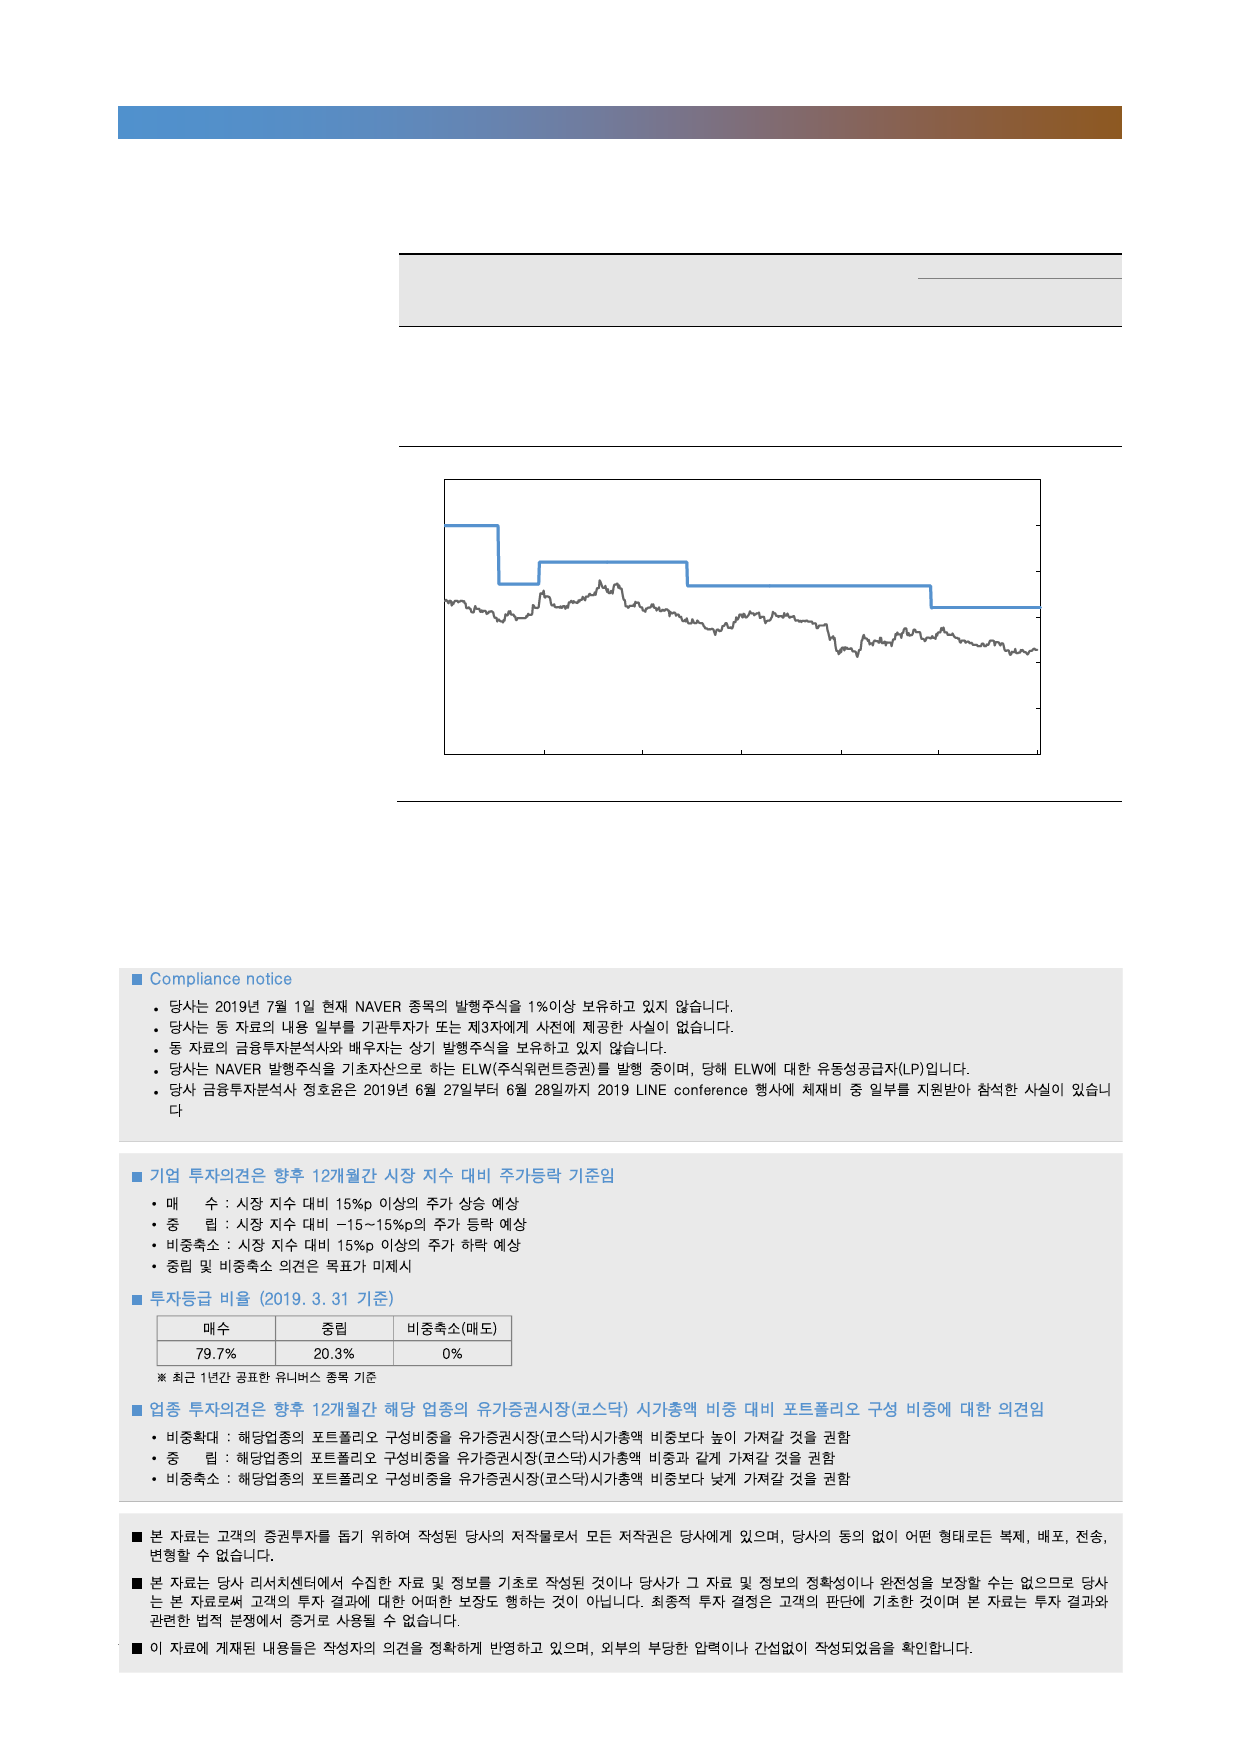 ■ Compliance notice
• 당사는 2019년 7월 1일 현재 NAVER 종목의 발행주식을 1%이상 보유하고 있지 않습니다.
• 당사는 동 자료의 내용 일부를 기관투자가 또는 제3자에게 사전에 제공한 사실이 없습니다.
• 동 자료의 금융투자분석사와 배우자는 상기 발행주식을 보유하고 있지 않습니다.
• 당사는 NAVER 발행주식을 기초자산으로 하는 ELW(주식워런트증권)를 발행 중이며, 당해 ELW에 대한 유동성공급자(LP)입니다.
• 당사 금융투자분석사 정호윤은 2019년 6월 27일부터 6월 28일까지 2019 LINE conference 행사에 체재비 중 일부를 지원받아 참석한 사실이 있습니
다
■ 기업 투자의견은 향후 12개월간 시장 지수 대비 주가등락 기준임
• 매 수 : 시장 지수 대비 15%p 이상의 주가 상승 예상
• 중 립 : 시장 지수 대비 -15~15%p의 주가 등락 예상
• 비중축소 : 시장 지수 대비 15%p 이상의 주가 하락 예상
• 중립 및 비중축소 의견은 목표가 미제시
■ 투자등급 비율 (2019. 3. 31 기준)
매수 중립 비중축소(매도)
79.7% 20.3% 0%
※ 최근 1년간 공표한 유니버스 종목 기준
■ 업종 투자의견은 향후 12개월간 해당 업종의 유가증권시장(코스닥) 시가총액 비중 대비 포트폴리오 구성 비중에 대한 의견임
• 비중확대 : 해당업종의 포트폴리오 구성비중을 유가증권시장(코스닥)시가총액 비중보다 높이 가져갈 것을 권함
• 중 립 : 해당업종의 포트폴리오 구성비중을 유가증권시장(코스닥)시가총액 비중과 같게 가져갈 것을 권함
• 비중축소 : 해당업종의 포트폴리오 구성비중을 유가증권시장(코스닥)시가총액 비중보다 낮게 가져갈 것을 권함
■ 본 자료는 고객의 증권투자를 돕기 위하여 작성된 당사의 저작물로서 모든 저작권은 당사에게 있으며, 당사의 동의 없이 어떤 형태로든 복제, 배포, 전송,
변형할 수 없습니다.
■ 본 자료는 당사 리서치센터에서 수집한 자료 및 정보를 기초로 작성된 것이나 당사가 그 자료 및 정보의 정확성이나 완전성을 보장할 수는 없으므로 당사
는 본 자료로써 고객의 투자 결과에 대한 어떠한 보장도 행하는 것이 아닙니다. 최종적 투자 결정은 고객의 판단에 기초한 것이며 본 자료는 투자 결과와
관련한 법적 분쟁에서 증거로 사용될 수 없습니다.
■ 이 자료에 게재된 내용들은 작성자의 의견을 정확하게 반영하고 있으며, 외부의 부당한 압력이나 간섭없이 작성되었음을 확인합니다.